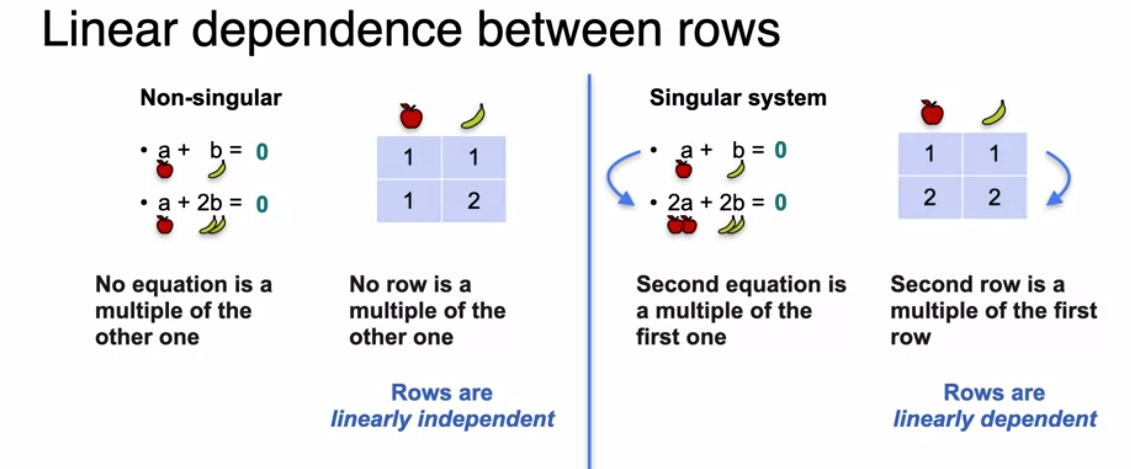 Linear dependence between rows
Non-singular
• a + b = 0
• a + 2b = 0
1 1
1 2
No equation is a
multiple of the
other one
No row is a
multiple of the
other one
Rows are
linearly independent
Singular system
• a + b = 0
• 2a + 2b = 0
1 1
2 2
Second equation is
a multiple of the
first one
Second row is a
multiple of the first
row
Rows are
linearly dependent